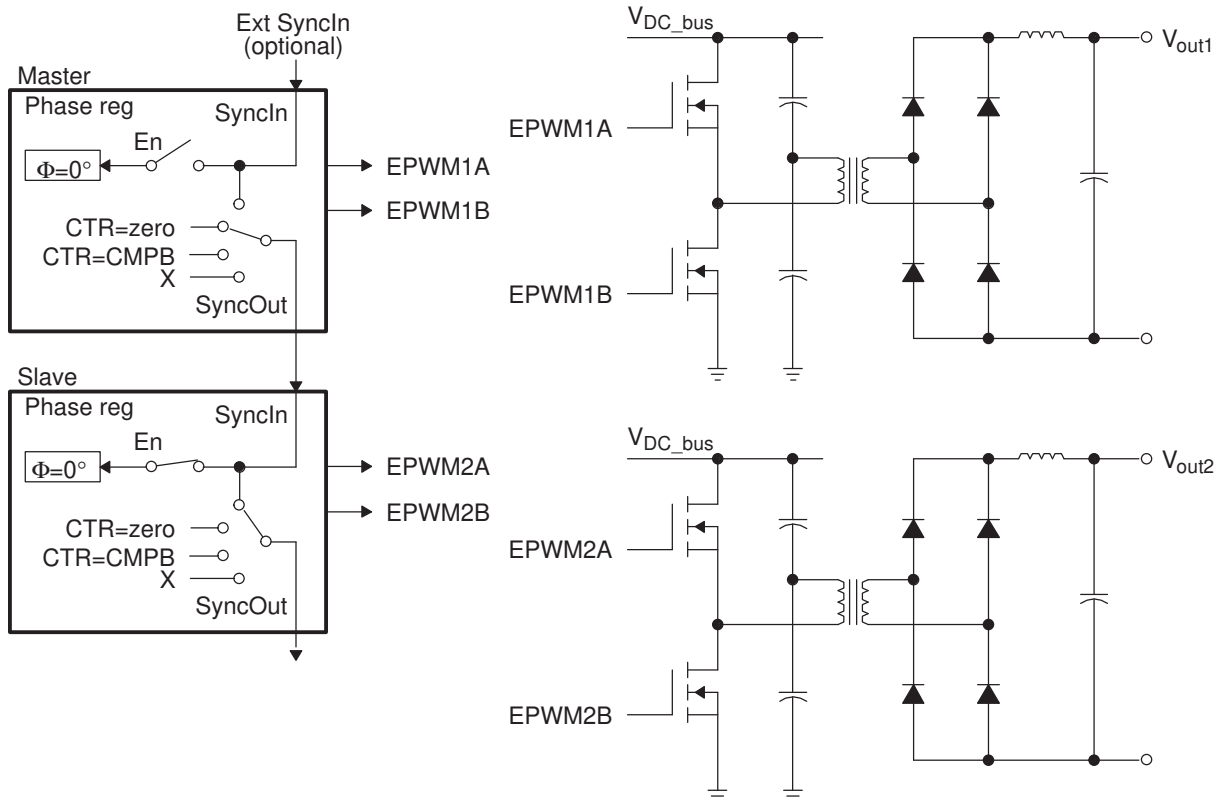 Ext SyncIn
(optional)
Master
Phase reg
SyncIn
En
Φ=0°
EPWM1A
EPWM1B
CTR=zero
CTR=CMPB
X
SyncOut
Slave
Phase reg
SyncIn
En
Φ=0°
EPWM2A
EPWM2B
CTR=zero
CTR=CMPB
X
SyncOut
VDC_bus
Vout1
EPWM1A
EPWM1B
VDC_bus
Vout2
EPWM2A
EPWM2B